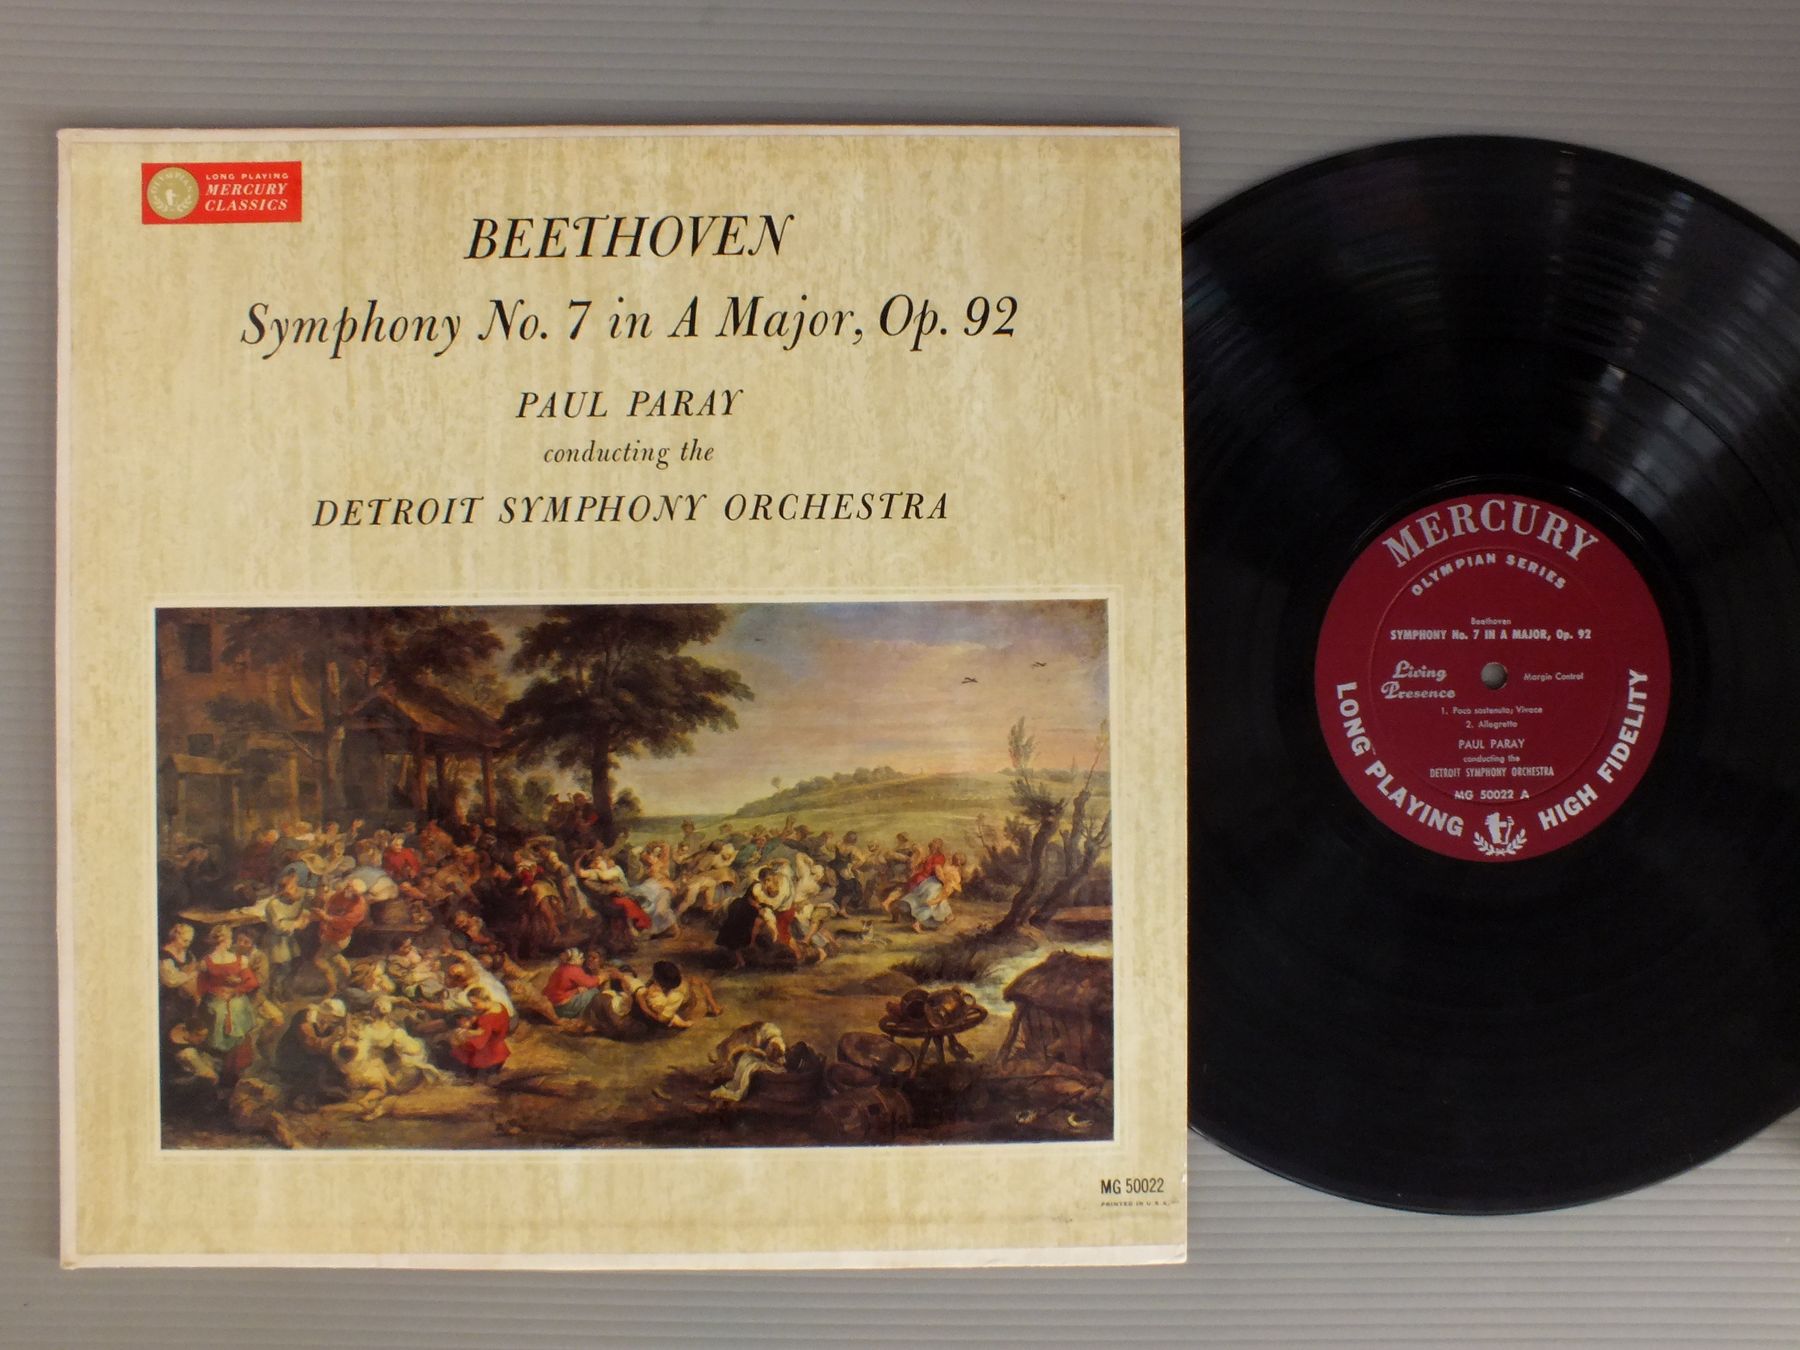 OLYMPIAN
LONG PLAYING
MERCURY
CLASSICS
BEETHOVEN
Symphony No. 7 in A Major, Op. 92
PAUL PARAY
conducting the
DETROIT SYMPHONY ORCHESTRA
MG 50022
PRINTED IN U.S.A.
MERCURY
OLYMPIAN SERIES
Beethoven
SYMPHONY No. 7 IN A MAJOR, Op. 92
Living
Presence
Margin Control
1. Poco sostenuto; Vivace
2. Allegretto
PAUL PARAY
conducting the
DETROIT SYMPHONY ORCHESTRA
MG 50022 A
LONG PLAYING HIGH FIDELITY